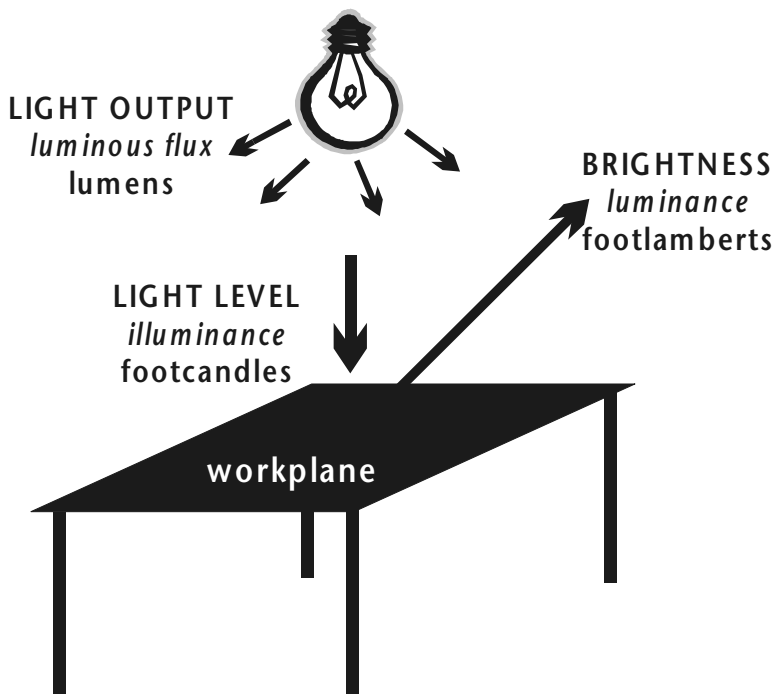 LIGHT OUTPUT
luminous flux
lumens
BRIGHTNESS
luminance
footlamberts
LIGHT LEVEL
illuminance
footcandles
workplane